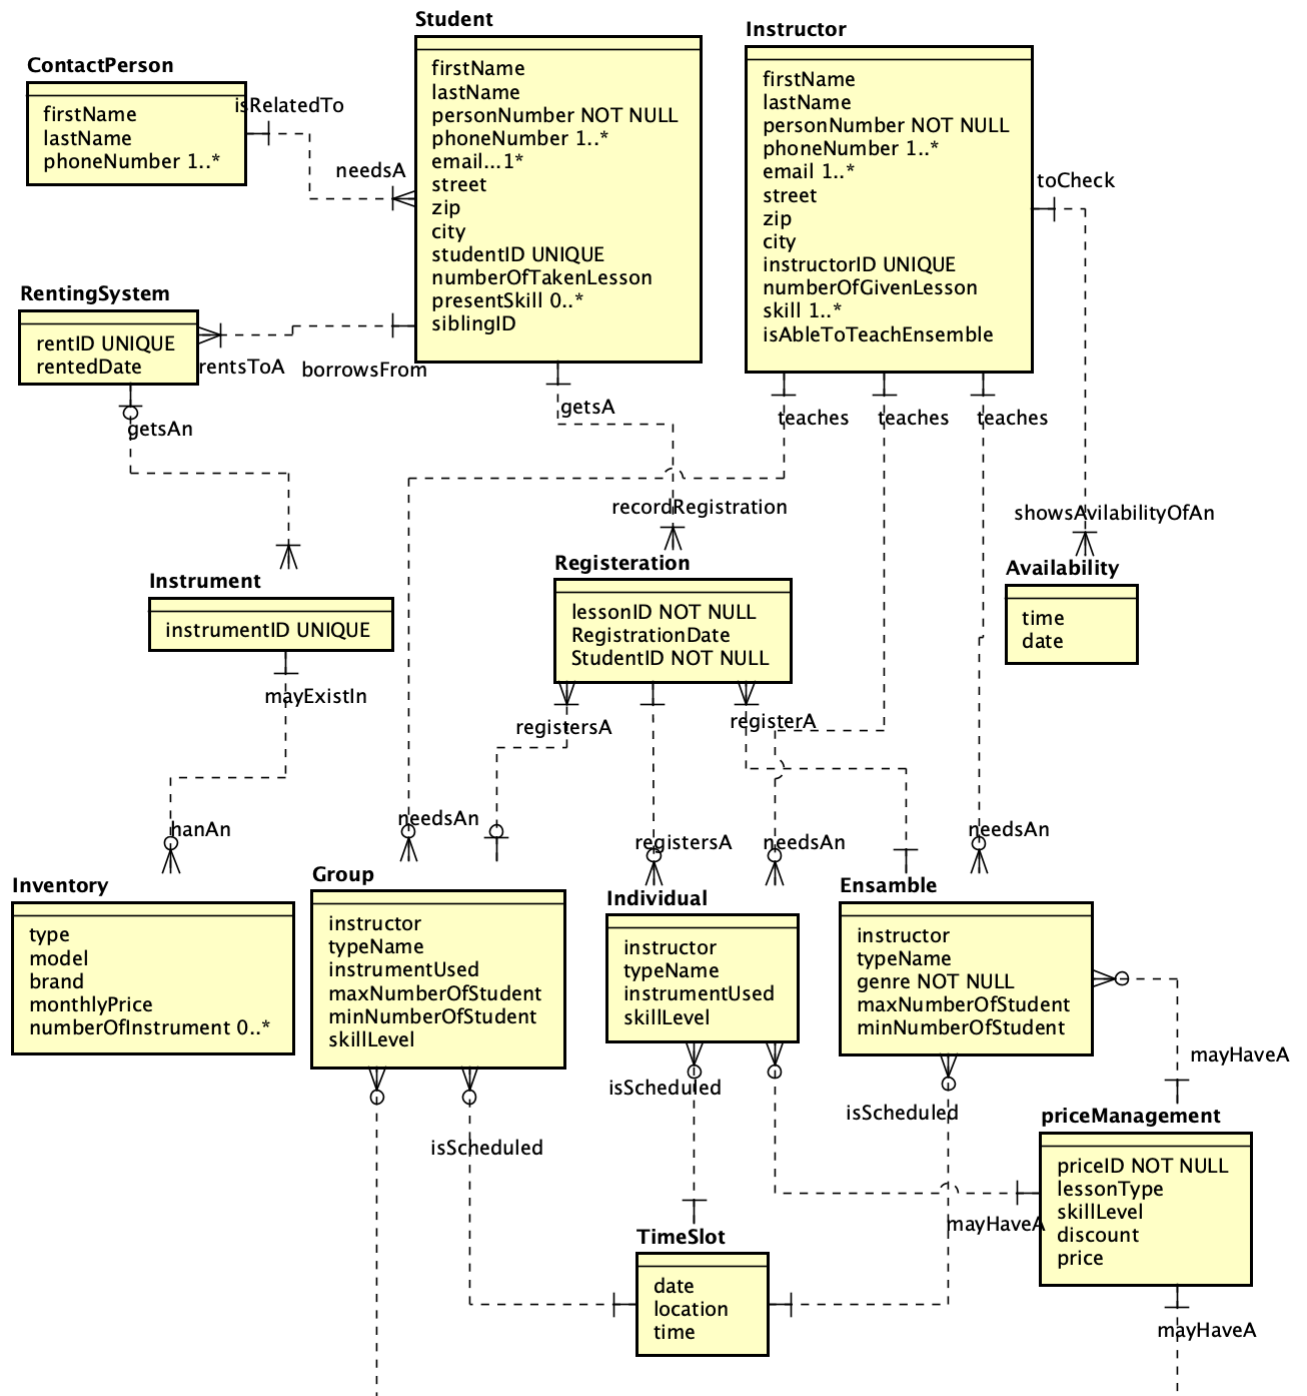 Student
firstName
lastName
personNumber NOT NULL
phoneNumber 1..*
email...1*
street
zip
city
studentID UNIQUE
numberOfTakenLesson
presentSkill 0..*
siblingID
Instructor
firstName
lastName
personNumber NOT NULL
phoneNumber 1..*
email 1..*
street
zip
city
instructorID UNIQUE
numberOfGivenLesson
skill 1..*
isAbleToTeachEnsemble
ContactPerson
firstName
lastName
phoneNumber 1..*
isRelatedTo
needsA
toCheck
RentingSystem
rentID UNIQUE
rentedDate
rentsToA
borrowsFrom
getsAn
getsA
teaches
teaches
teaches
recordRegistration
showsAvilabilityOfAn
Instrument
instrumentID UNIQUE
Registeration
lessonID NOT NULL
RegistrationDate
StudentID NOT NULL
Availability
time
date
mayExistIn
registersA
registerA
hanAn
needsAn
registersA
needsAn
needsAn
Inventory
type
model
brand
monthlyPrice
numberOfInstrument 0..*
Group
instructor
typeName
instrumentUsed
maxNumberOfStudent
minNumberOfStudent
skillLevel
Individual
instructor
typeName
instrumentUsed
skillLevel
Ensamble
instructor
typeName
genre NOT NULL
maxNumberOfStudent
minNumberOfStudent
mayHaveA
isScheduled
isScheduled
isScheduled
priceManagement
priceID NOT NULL
lessonType
skillLevel
discount
price
mayHaveA
TimeSlot
date
location
time
mayHaveA